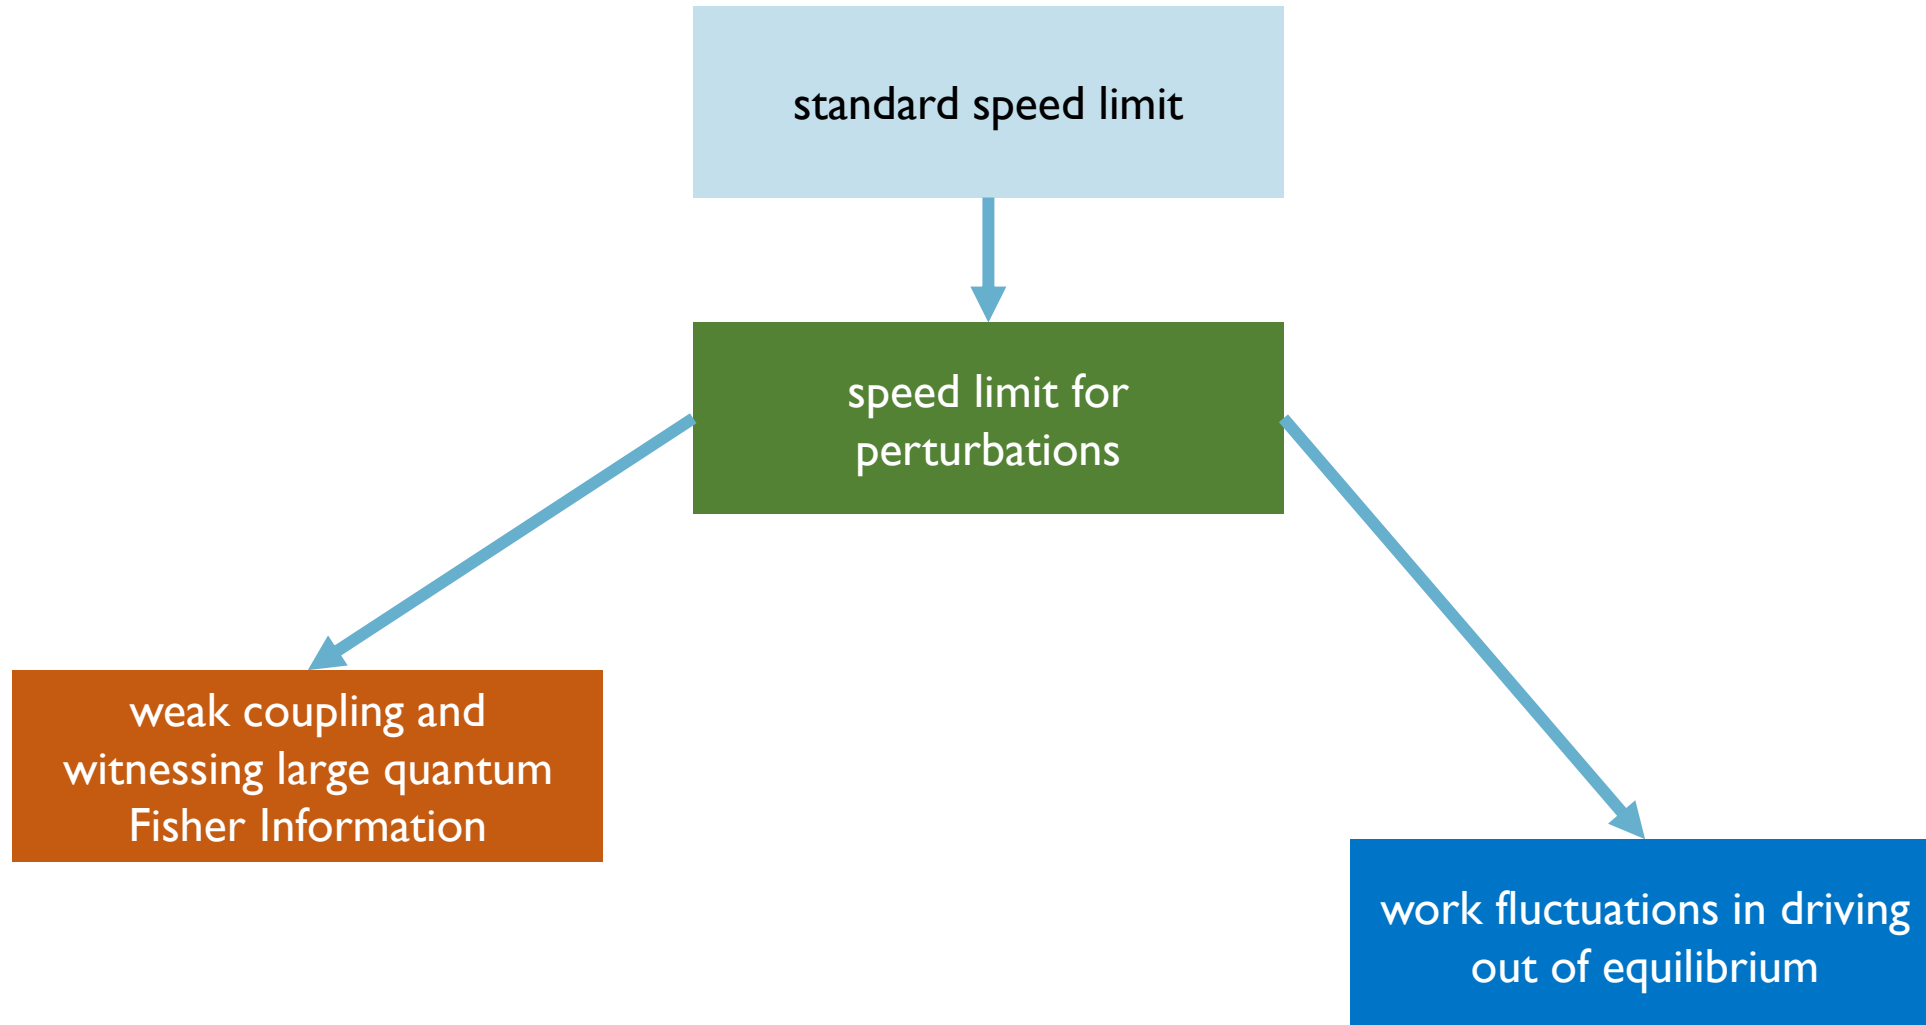 standard speed limit
speed limit for
perturbations
weak coupling and
witnessing large quantum
Fisher Information
work fluctuations in driving
out of equilibrium